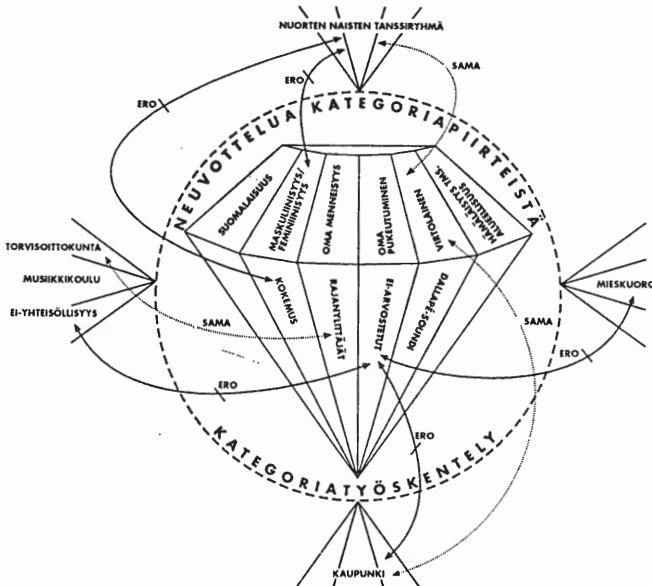 NUORTEN NAISTEN TANSSIRYHMÄ
SAMA
ERO
ERO
NEUVOTTELUA KATEGORIAPIIRTEISTÄ
SUOMALAISUUS
MASKULIINISYYS/
FEMINIINISYYS
OMA MENNEISYYS
OMA
PUKEUTUMINEN
VIRTOLAINEN
HÄMÄLÄISYYS TMS.
ALUEELLISUUS
TORVISOITTOKUNTA
MUSIIKKIKOULU
EI-YHTEISÖLLISYYS
MIESKUORO
KOKEMUS
RAJANYLITTÄJÄT
EI-ARVOSTETUT
DALLAPÉ-SOUNDI
SAMA
SAMA
ERO
ERO
ERO
KATEGORIATYÖSKENTELY
KAUPUNKI